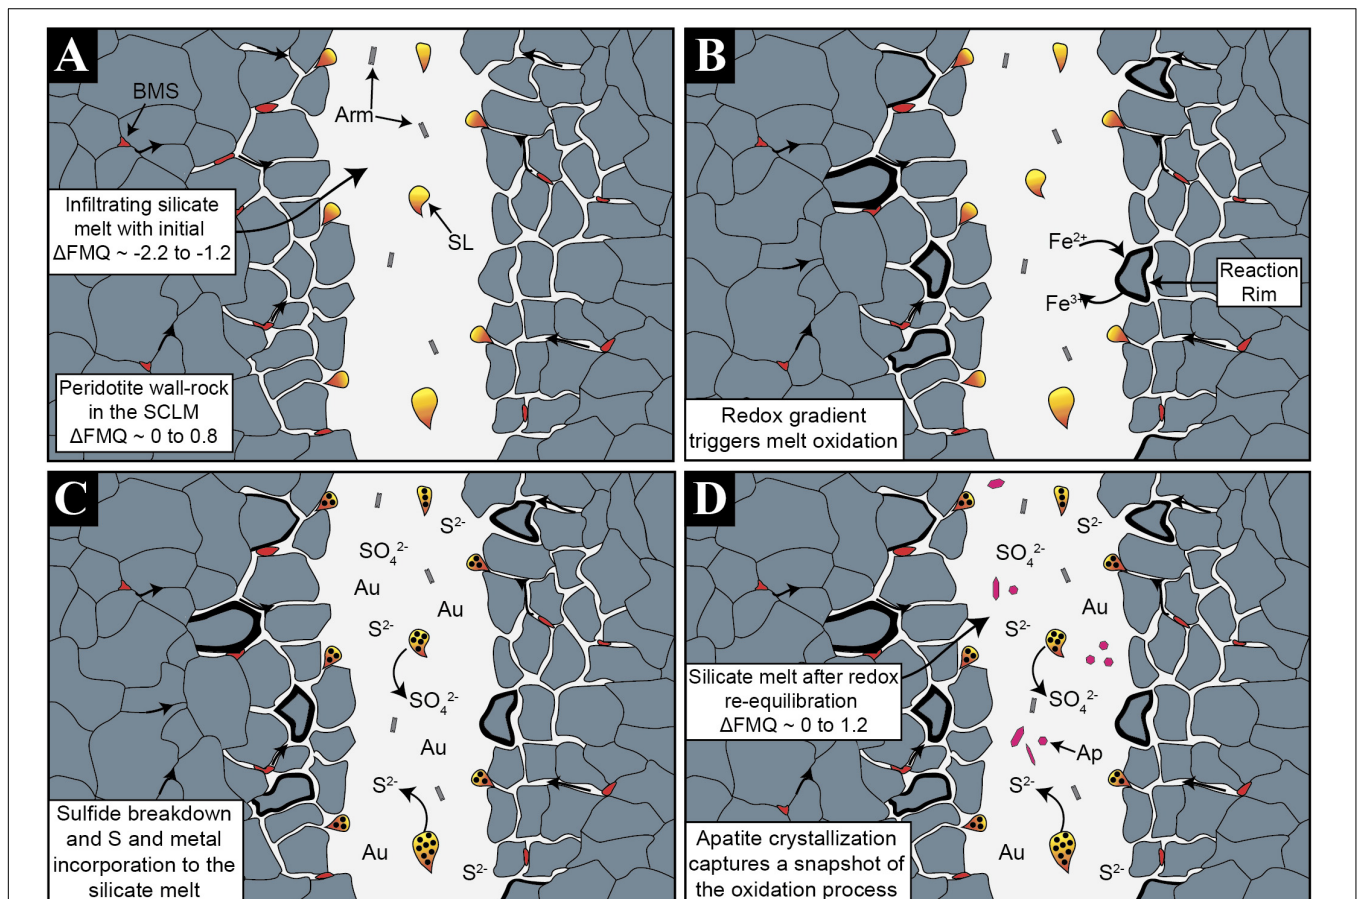 A
BMS
Arm
Infiltrating silicate
melt with initial
ΔFMQ ~ -2.2 to -1.2
SL
Peridotite wall-rock
in the SCLM
ΔFMQ ~ 0 to 0.8
B
Fe²⁺
Fe³⁺
Reaction
Rim
Redox gradient
triggers melt oxidation
C
S²⁻
SO₄²⁻
Au
Au
S²⁻
SO₄²⁻
Au
S²⁻
Au
S²⁻
Sulfide breakdown
and S and metal
incorporation to the
silicate melt
D
S²⁻
SO₄²⁻
Au
S²⁻
Silicate melt after redox
re-equilibration
ΔFMQ ~ 0 to 1.2
SO₄²⁻
Ap
S²⁻
Au
S²⁻
Apatite crystallization
captures a snapshot of
the oxidation process